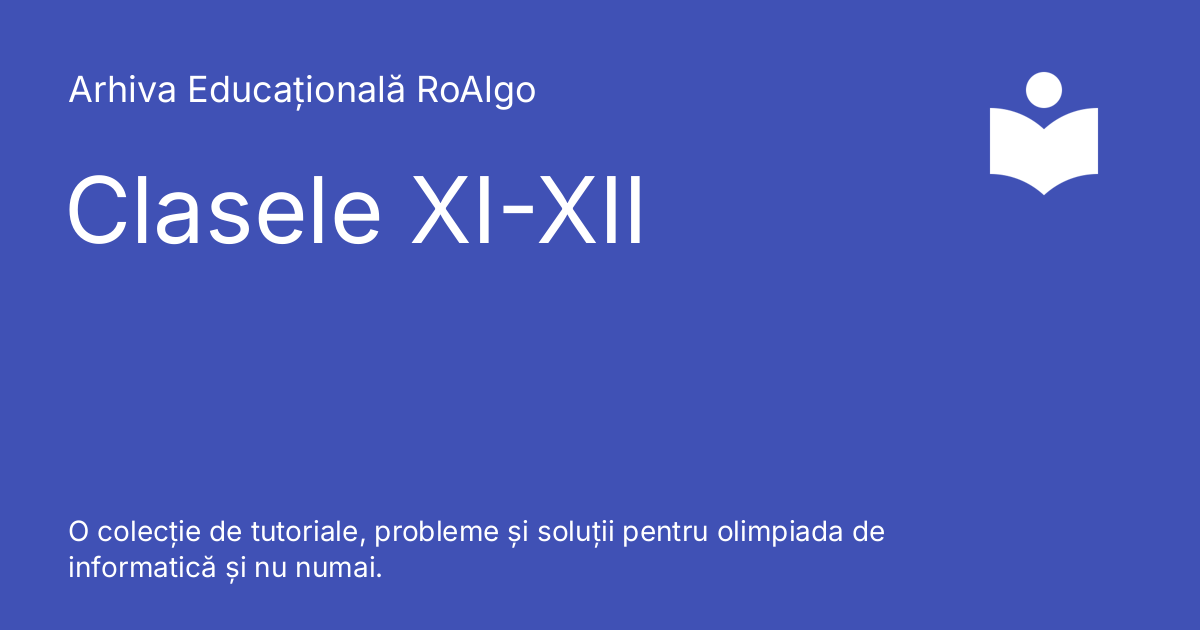 Arhiva Educațională RoAlgo
Clasele XI-XII
O colecție de tutoriale, probleme și soluții pentru olimpiada de
informatică și nu numai.